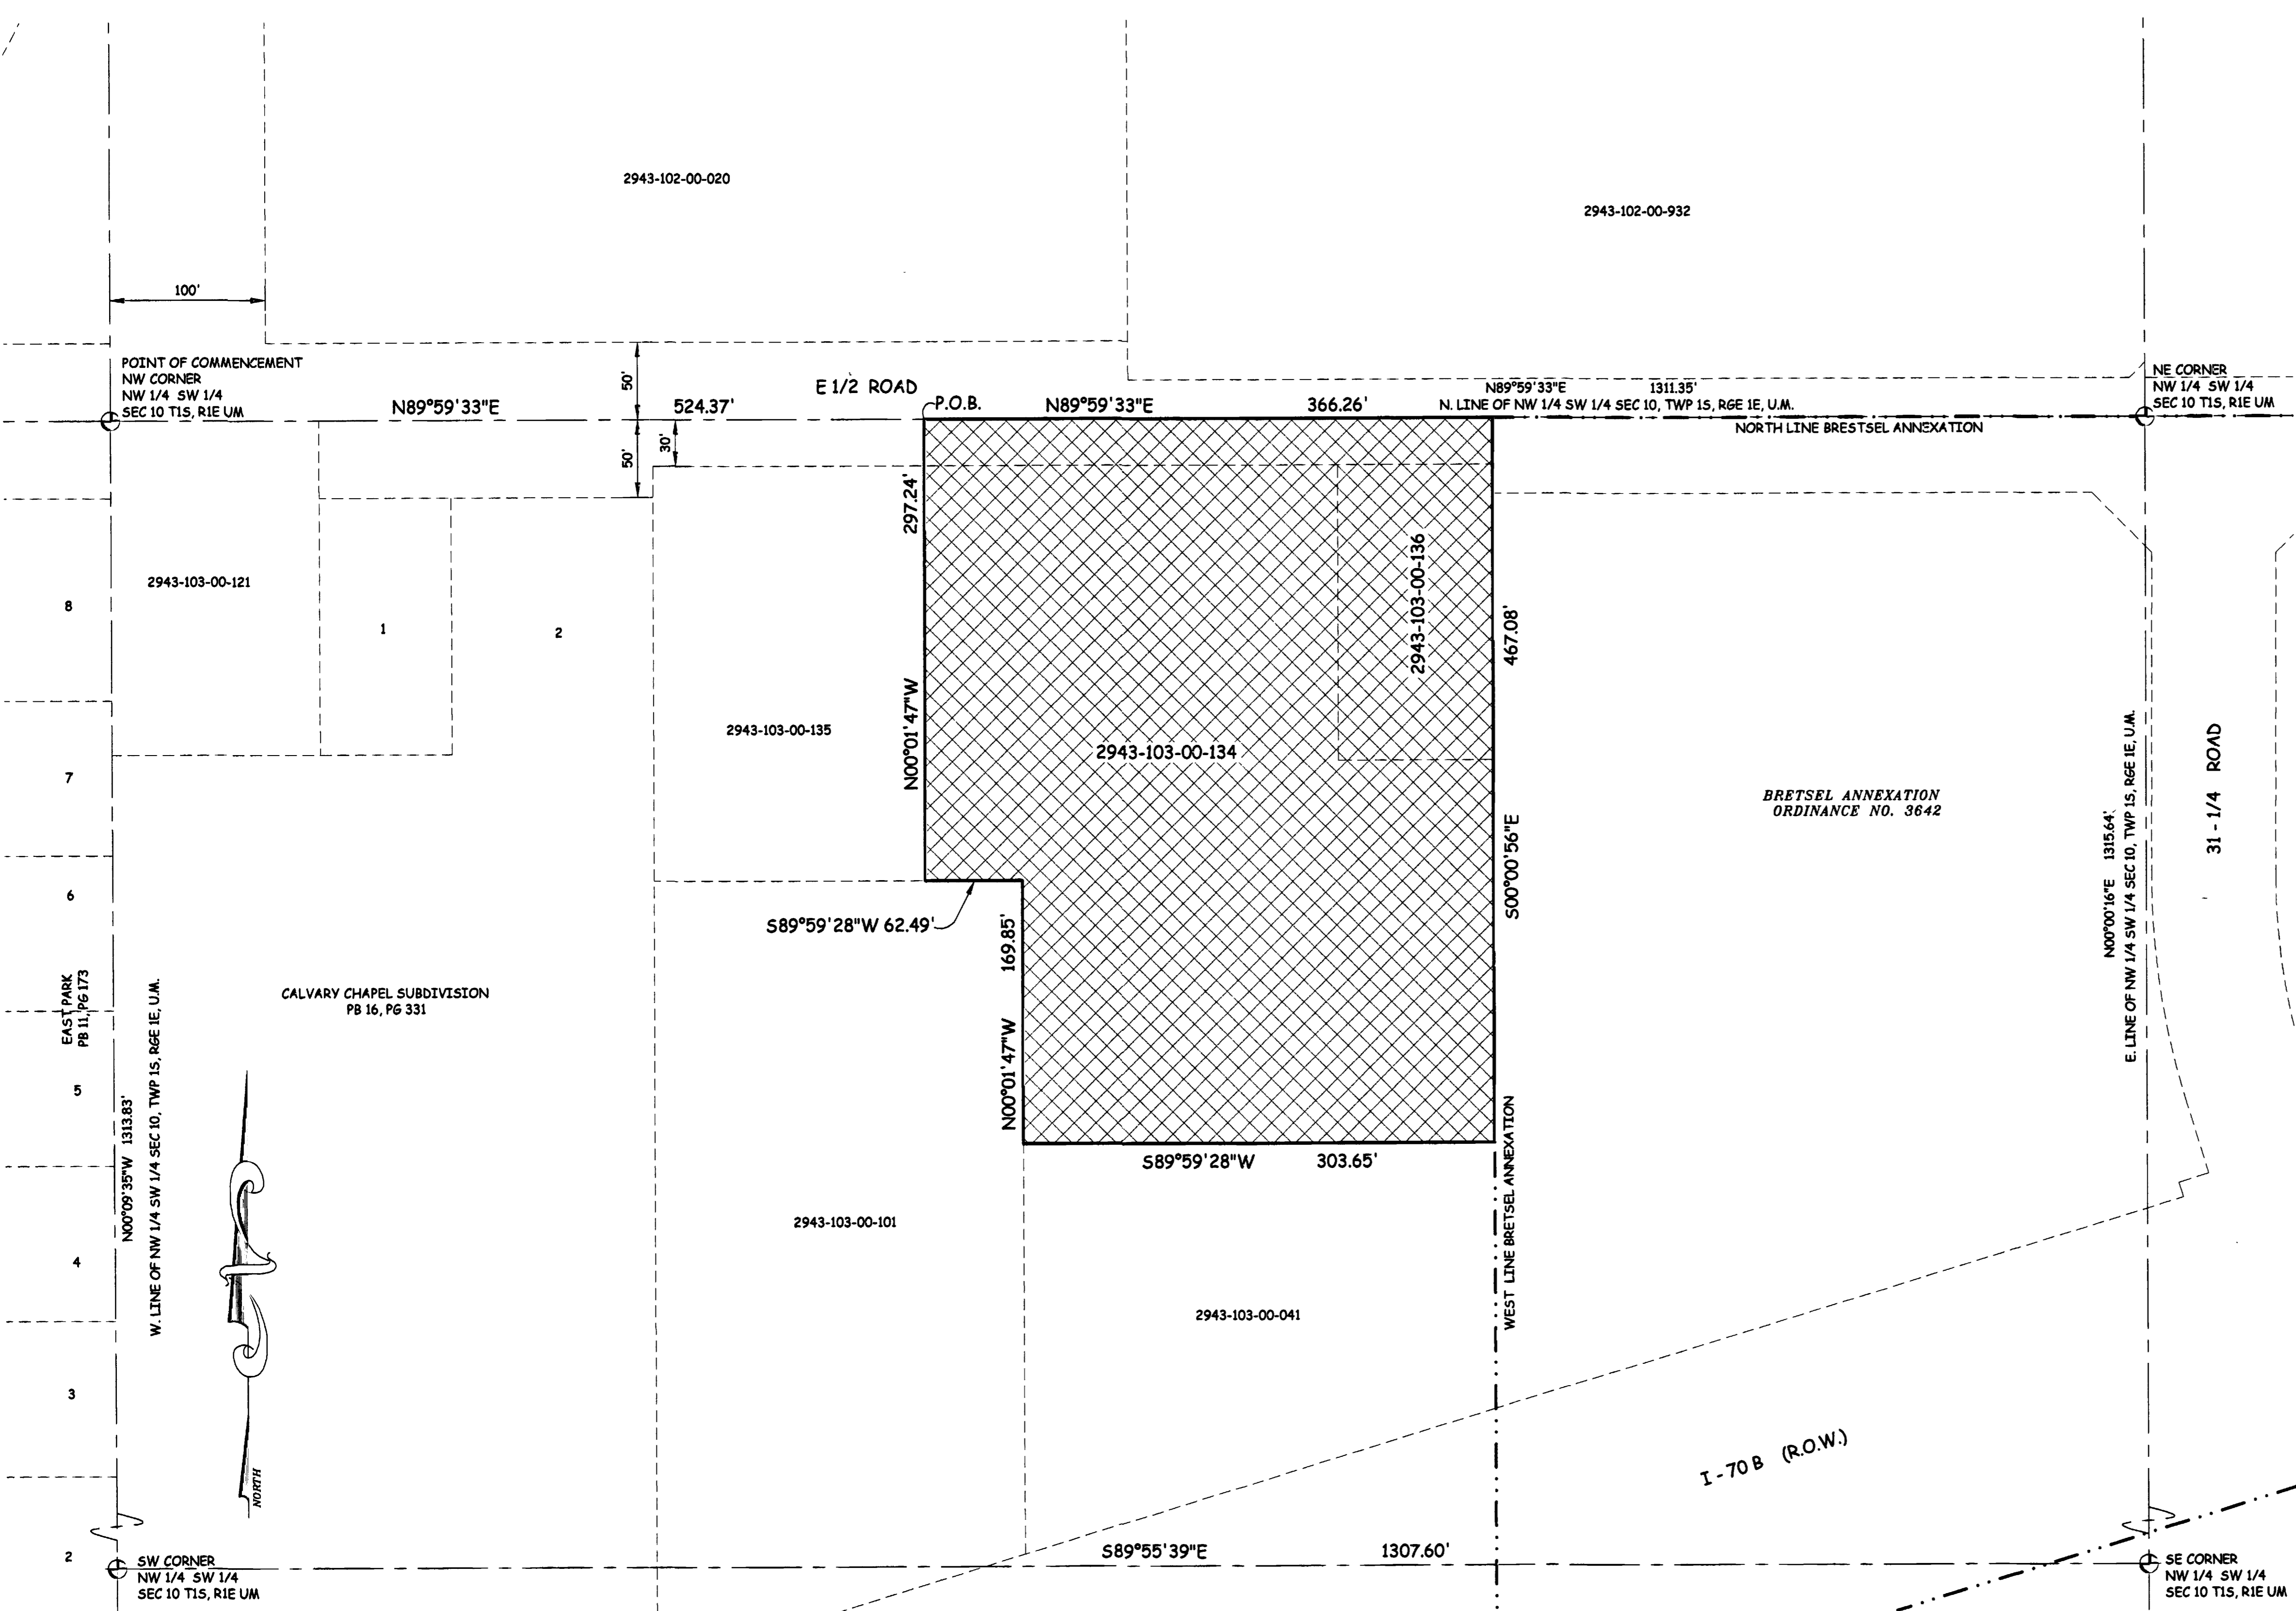 2943-102-00-020
2943-102-00-932
100'
POINT OF COMMENCEMENT
NW CORNER
NW 1/4 SW 1/4
SEC 10 T1S, R1E UM
N89°59'33"E 524.37'
50'
50'
30'
E 1/2 ROAD
P.O.B.
N89°59'33"E 366.26'
N89°59'33"E 1311.35'
N. LINE OF NW 1/4 SW 1/4 SEC 10, TWP 1S, RGE 1E, U.M.
NORTH LINE BRESTSEL ANNEXATION
NE CORNER
NW 1/4 SW 1/4
SEC 10 T1S, R1E UM
8
7
6
5
4
3
2
EAST PARK
PB 11, PG 173
2943-103-00-121
1
2
2943-103-00-135
N00°01'47"W 297.24'
2943-103-00-134
2943-103-00-136
S00°00'56"E 467.08'
BRETSEL ANNEXATION
ORDINANCE NO. 3642
N00°00'16"E 1315.64'
E. LINE OF NW 1/4 SW 1/4 SEC 10, TWP 1S, RGE 1E, U.M.
31 - 1/4 ROAD
S89°59'28"W 62.49'
N00°01'47"W 169.85'
CALVARY CHAPEL SUBDIVISION
PB 16, PG 331
N00°09'35"W 1313.83'
W. LINE OF NW 1/4 SW 1/4 SEC 10, TWP 1S, RGE 1E, U.M.
S89°59'28"W 303.65'
WEST LINE BRETSEL ANNEXATION
2943-103-00-101
2943-103-00-041
NORTH
I - 70 B (R.O.W.)
SW CORNER
NW 1/4 SW 1/4
SEC 10 T1S, R1E UM
S89°55'39"E 1307.60'
SE CORNER
NW 1/4 SW 1/4
SEC 10 T1S, R1E UM